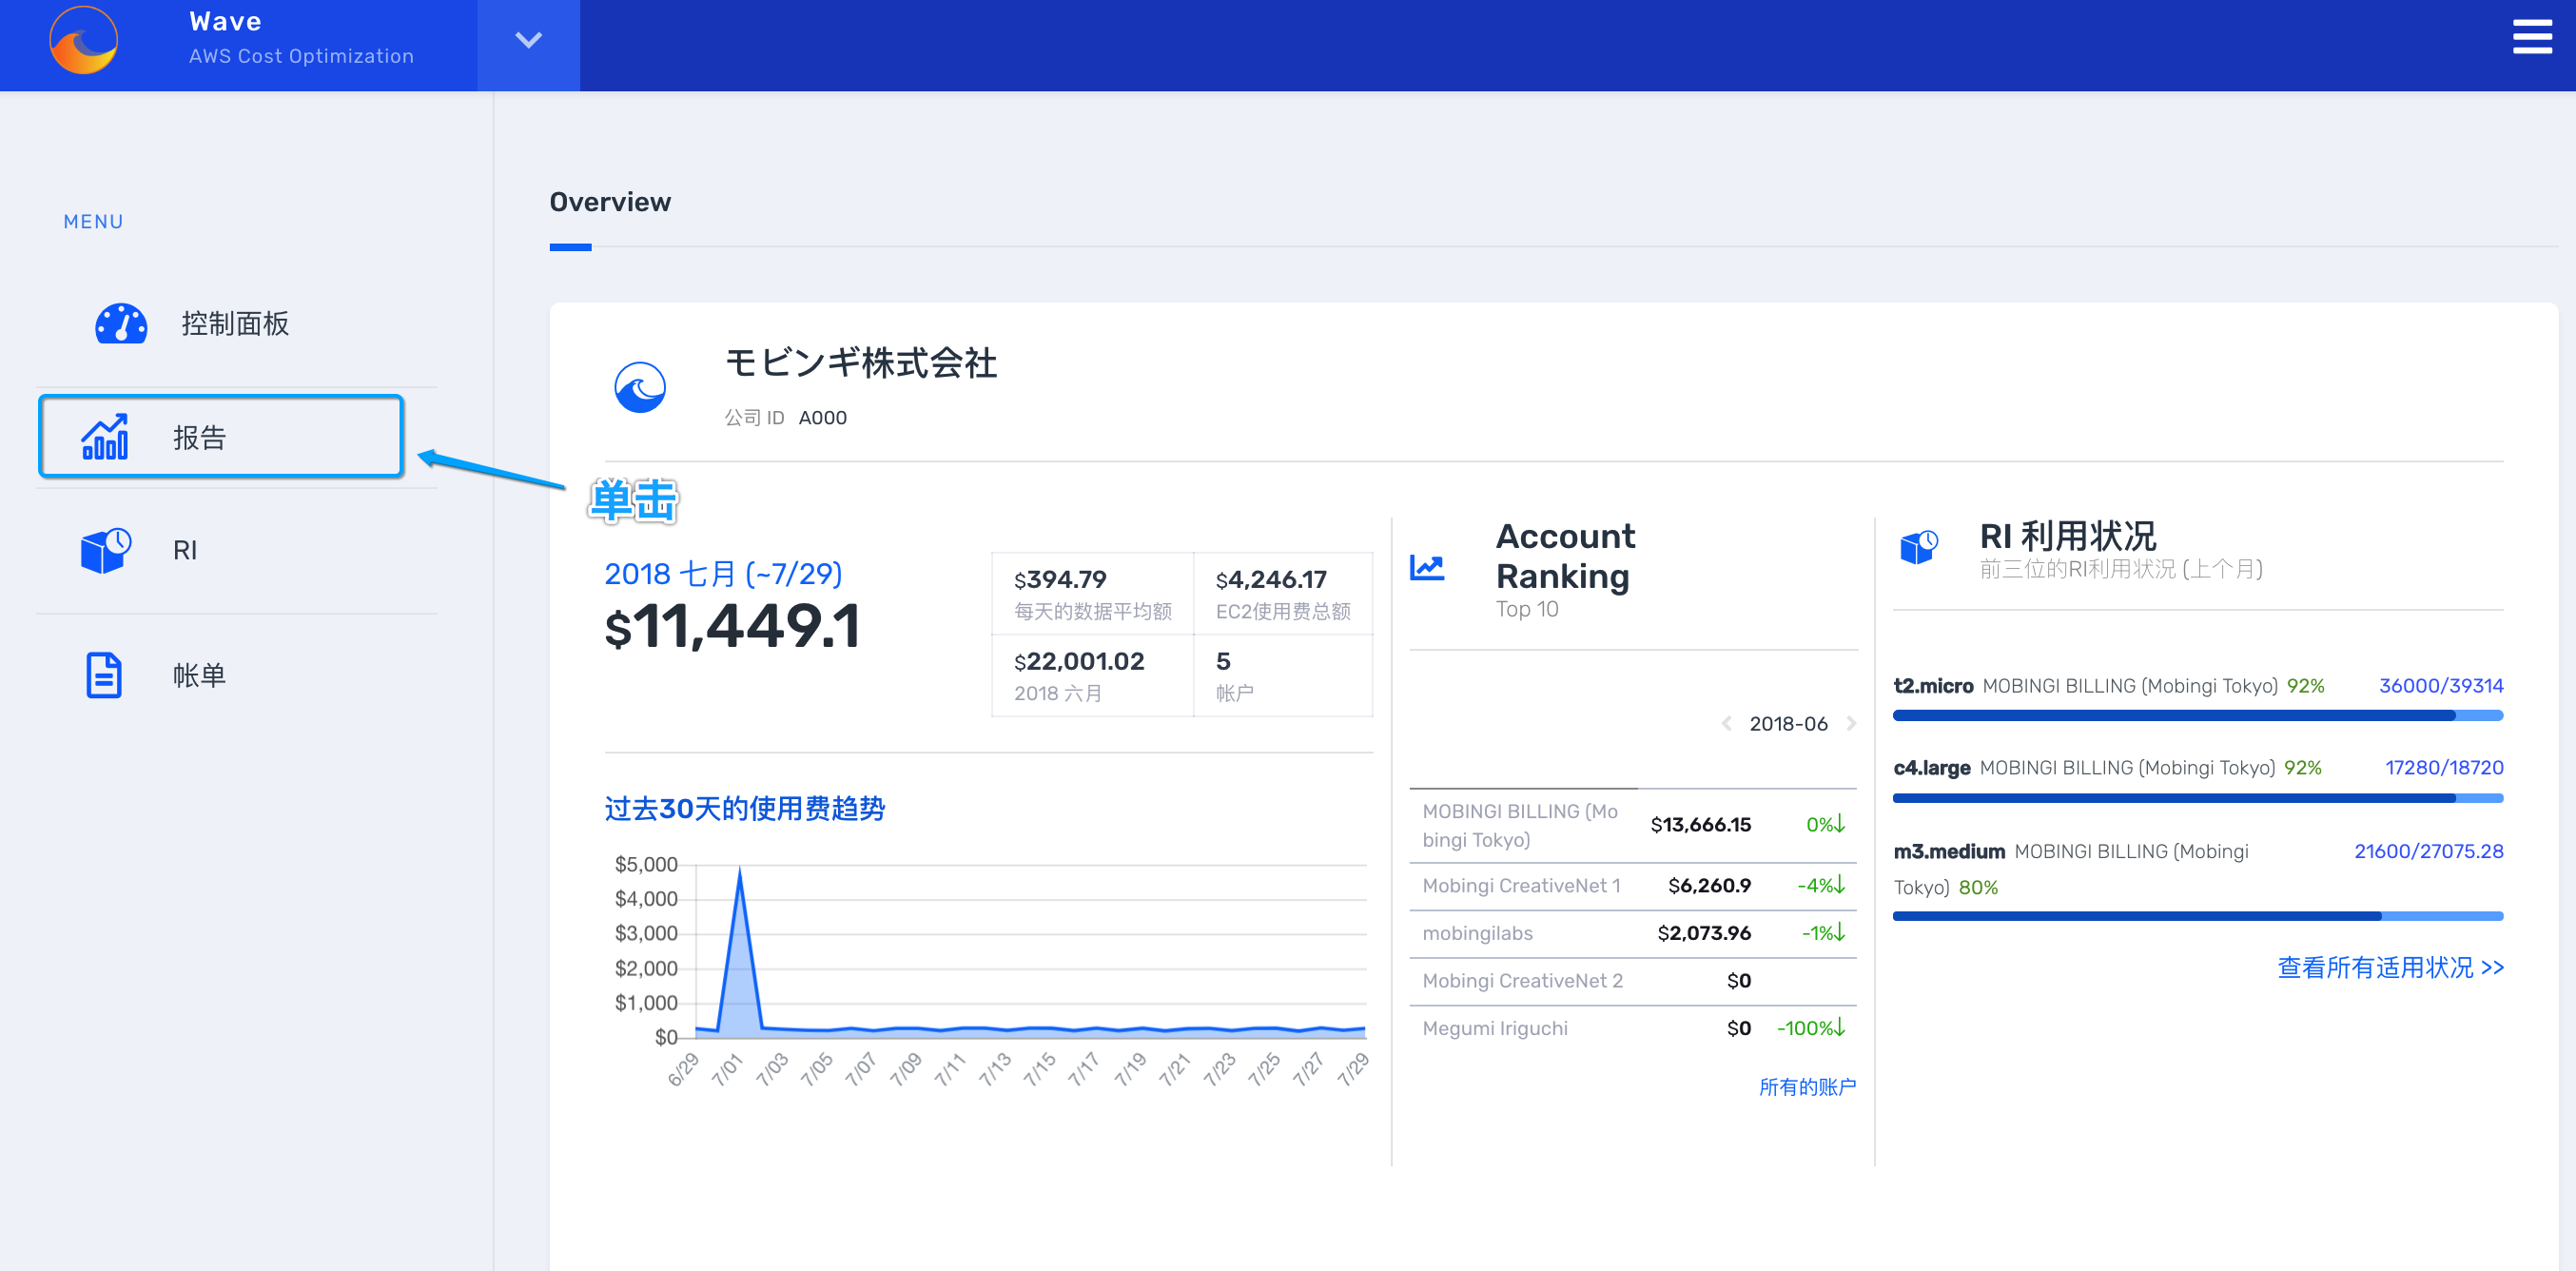 Wave
AWS Cost Optimization
MENU
控制面板
报告
RI
帐单
单击
Overview
モビンギ株式会社
公司 ID A000
2018 七月 (~7/29)
$11,449.1
$394.79
每天的数据平均额
$4,246.17
EC2使用费总额
$22,001.02
2018 六月
5
帐户
过去30天的使用费趋势
$5,000
$4,000
$3,000
$2,000
$1,000
$0
6/29 7/01 7/03 7/05 7/07 7/09 7/11 7/13 7/15 7/17 7/19 7/21 7/23 7/25 7/27 7/29
Account
Ranking
Top 10
2018-06
MOBINGI BILLING (Mo
bingi Tokyo) $13,666.15 0%↓
Mobingi CreativeNet 1 $6,260.9 -4%↓
mobingilabs $2,073.96 -1%↓
Mobingi CreativeNet 2 $0
Megumi Iriguchi $0 -100%↓
所有的账户
RI 利用状况
前三位的RI利用状況 (上个月)
t2.micro MOBINGI BILLING (Mobingi Tokyo) 92% 36000/39314
c4.large MOBINGI BILLING (Mobingi Tokyo) 92% 17280/18720
m3.medium MOBINGI BILLING (Mobingi 21600/27075.28
Tokyo) 80%
查看所有适用状况 >>